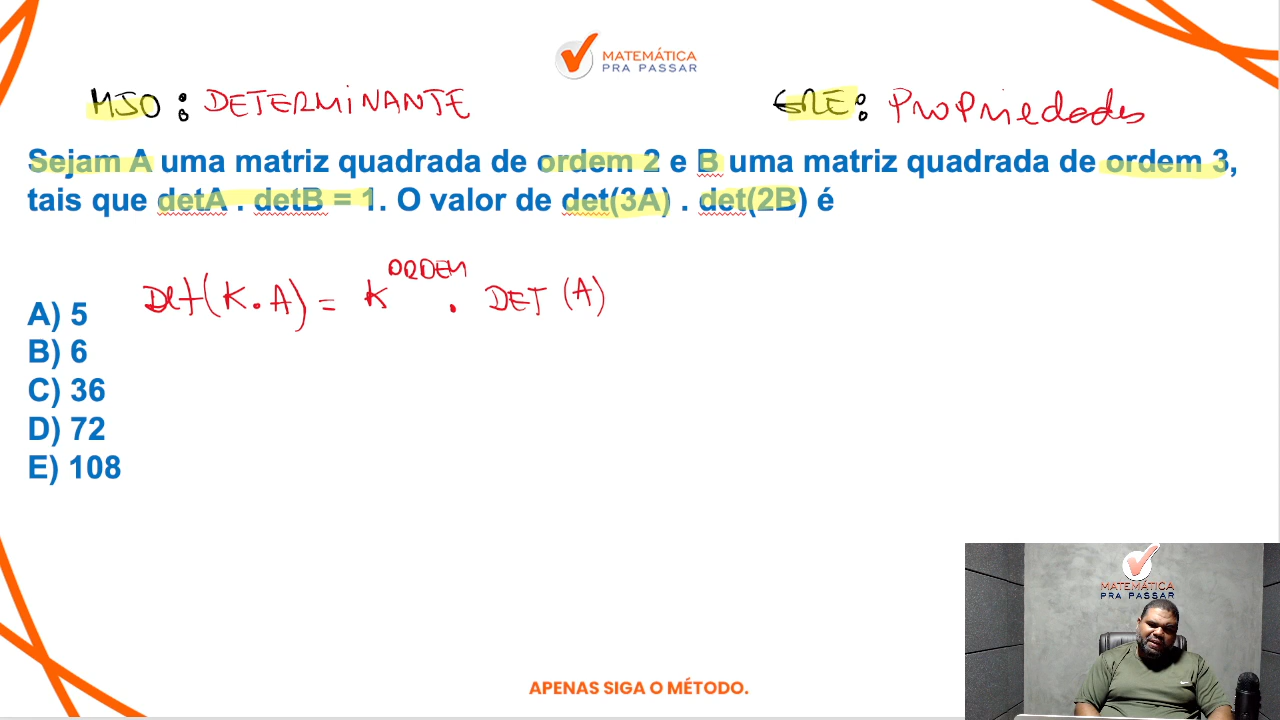 MATEMÁTICA
PRA PASSAR
MJO : DETERMINANTE
GRE : PROPRIEDADES
Sejam A uma matriz quadrada de ordem 2 e B uma matriz quadrada de ordem 3,
tais que detA . detB = 1. O valor de det(3A) . det(2B) é
Det(K.A) = K^ORDEM . DET (A)
A) 5
B) 6
C) 36
D) 72
E) 108
MATEMÁTICA
PRA PASSAR
APENAS SIGA O MÉTODO.